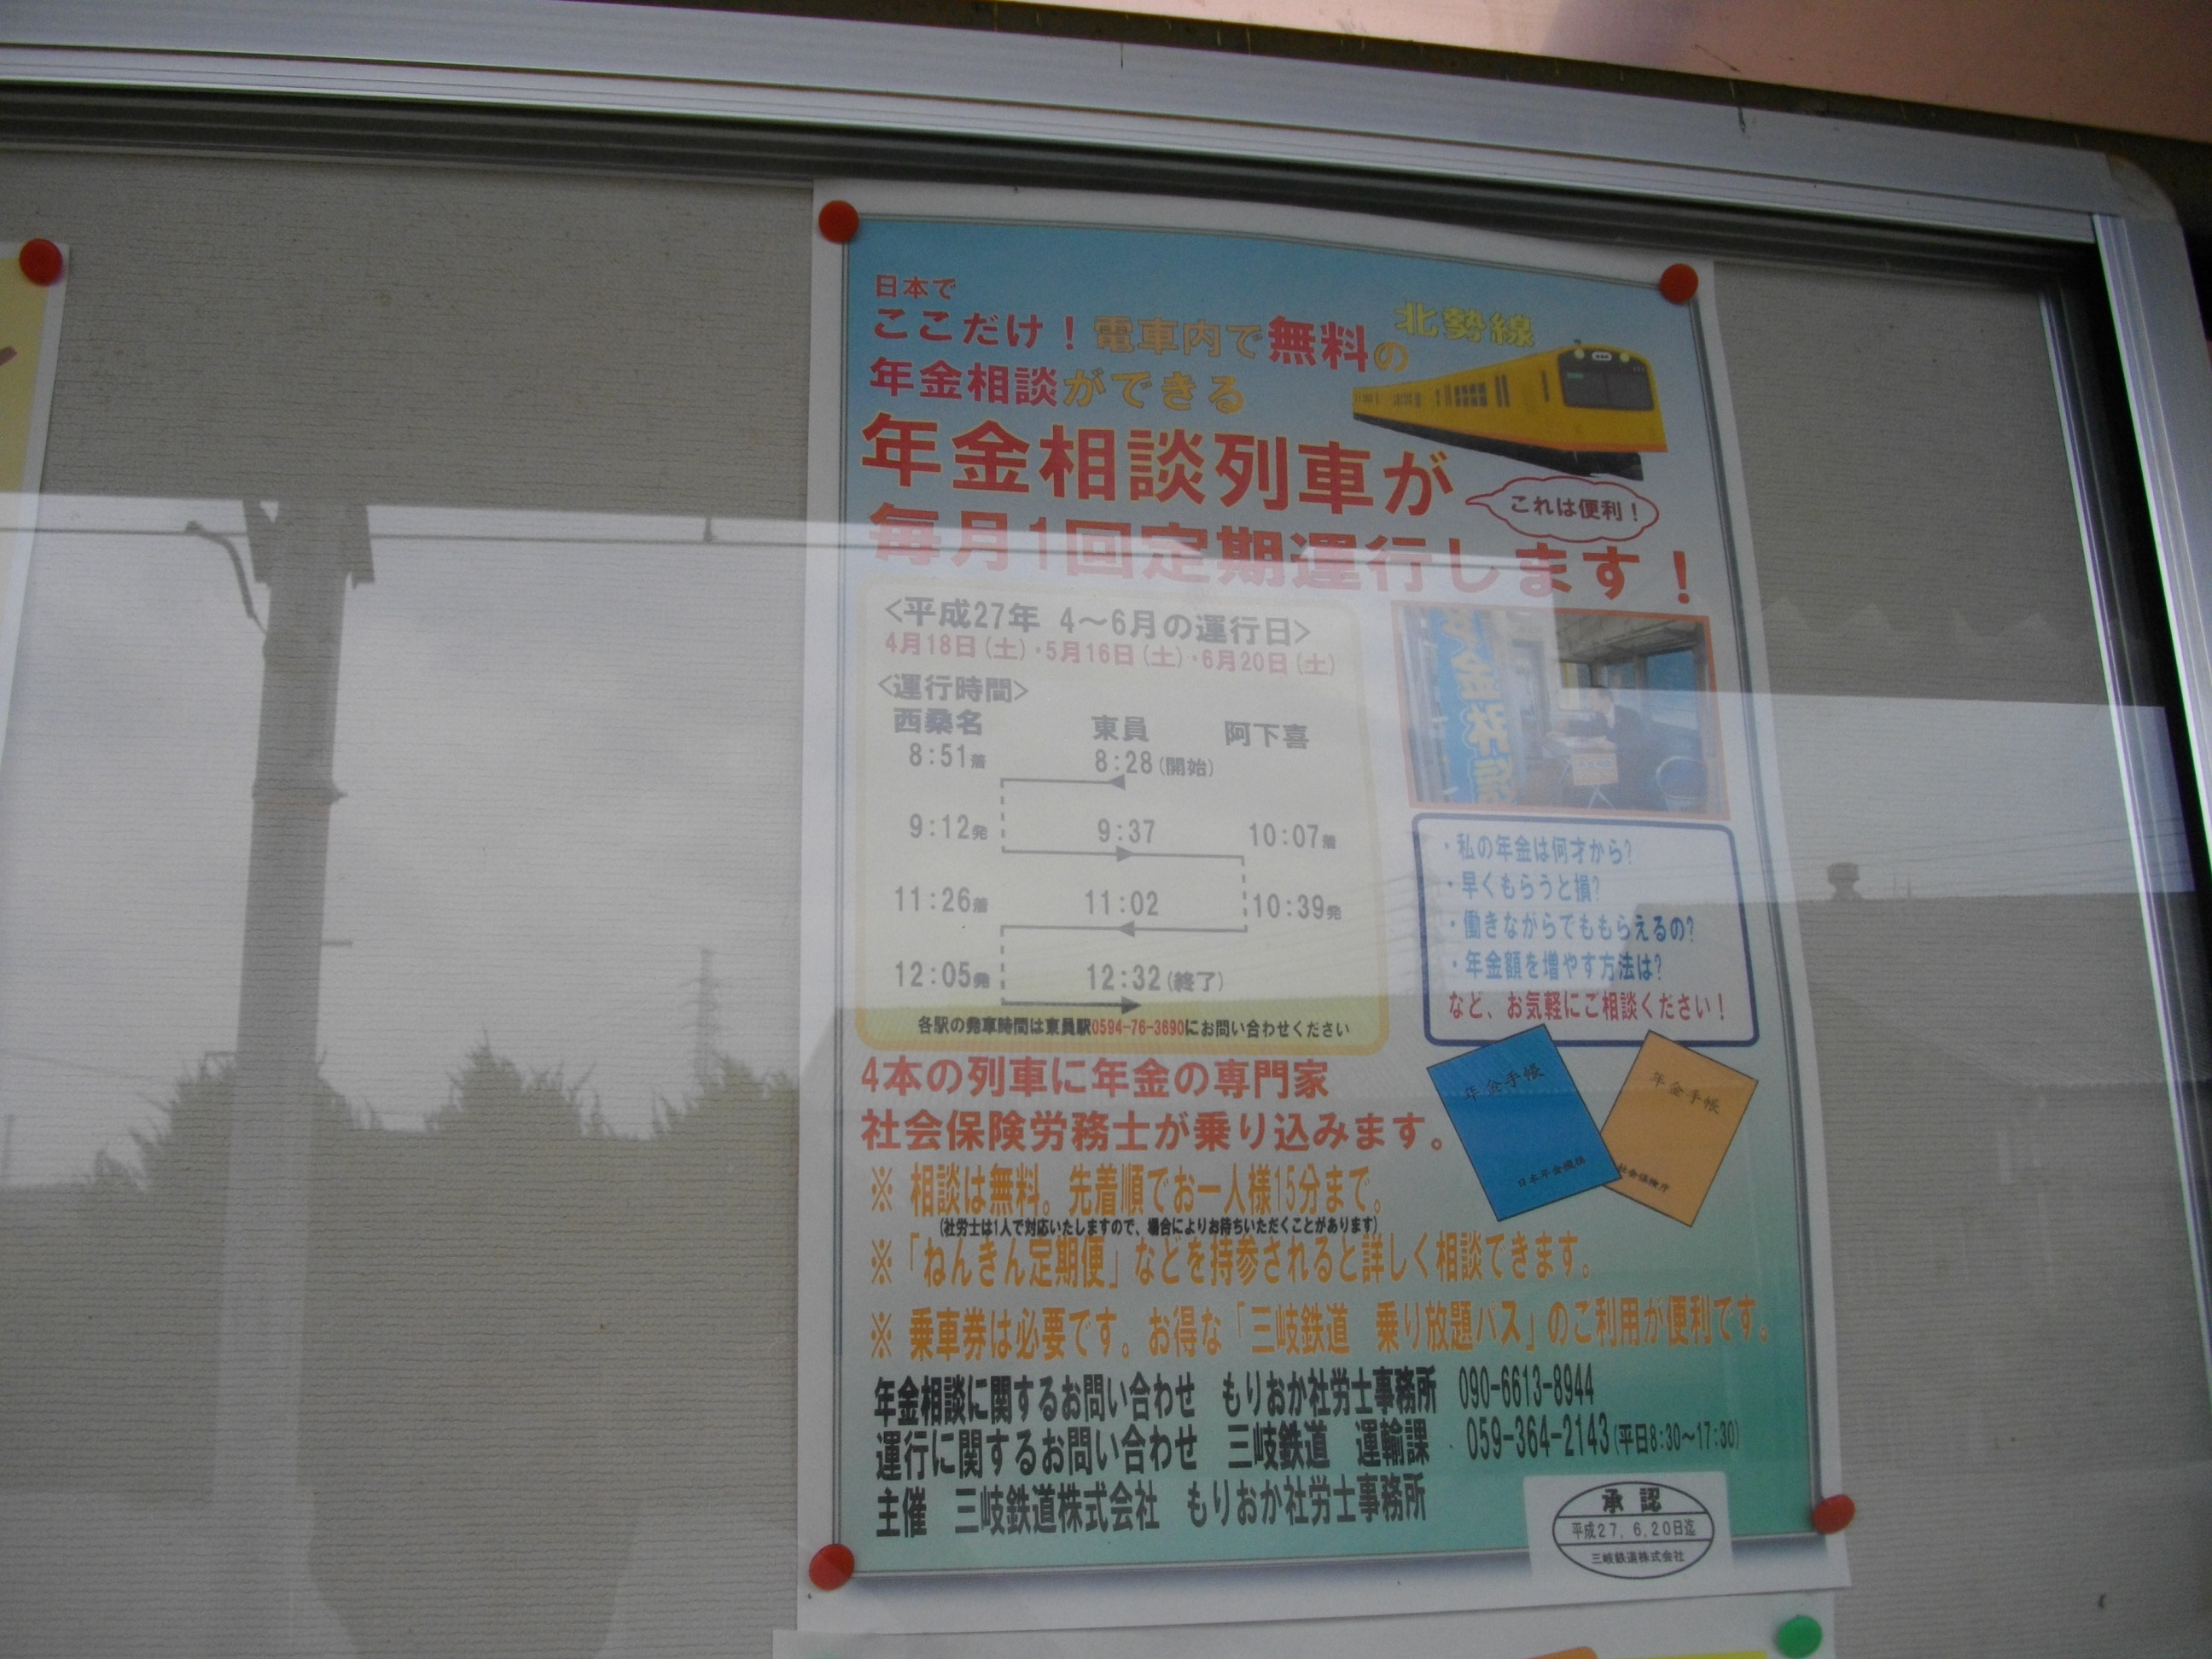 日本で
ここだけ！電車内で無料の
年金相談ができる
北勢線
年金相談列車が
これは便利！
毎月1回定期運行します！
<平成27年 4～6月の運行日>
4月18日(土)・5月16日(土)・6月20日(土)
<運行時間>
西桑名 東員 阿下喜
8:51着 8:28(開始)
9:12発 9:37 10:07着
11:26着 11:02 10:39発
12:05発 12:32(終了)
各駅の発車時間は東員駅0594-76-3690にお問い合わせください
年金相談
・私の年金は何才から?
・早くもらうと損?
・働きながらでももらえるの?
・年金額を増やす方法は?
など、お気軽にご相談ください！
4本の列車に年金の専門家
社会保険労務士が乗り込みます。
年金手帳
日本年金機構
年金手帳
社会保険庁
※ 相談は無料。先着順でお一人様15分まで。
(社労士は1人で対応いたしますので、場合によりお待ちいただくことがあります)
※「ねんきん定期便」などを持参されると詳しく相談できます。
※ 乗車券は必要です。お得な「三岐鉄道 乗り放題パス」のご利用が便利です。
年金相談に関するお問い合わせ もりおか社労士事務所 090-6613-8944
運行に関するお問い合わせ 三岐鉄道 運輸課 059-364-2143(平日8:30～17:30)
主催 三岐鉄道株式会社 もりおか社労士事務所
承認
平成27.6.20日迄
三岐鉄道株式会社